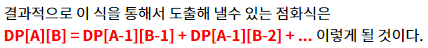 결과적으로 이 식을 통해서 도출해 낼수 있는 점화식은
DP[A][B] = DP[A-1][B-1] + DP[A-1][B-2] + ... 이렇게 될 것이다.